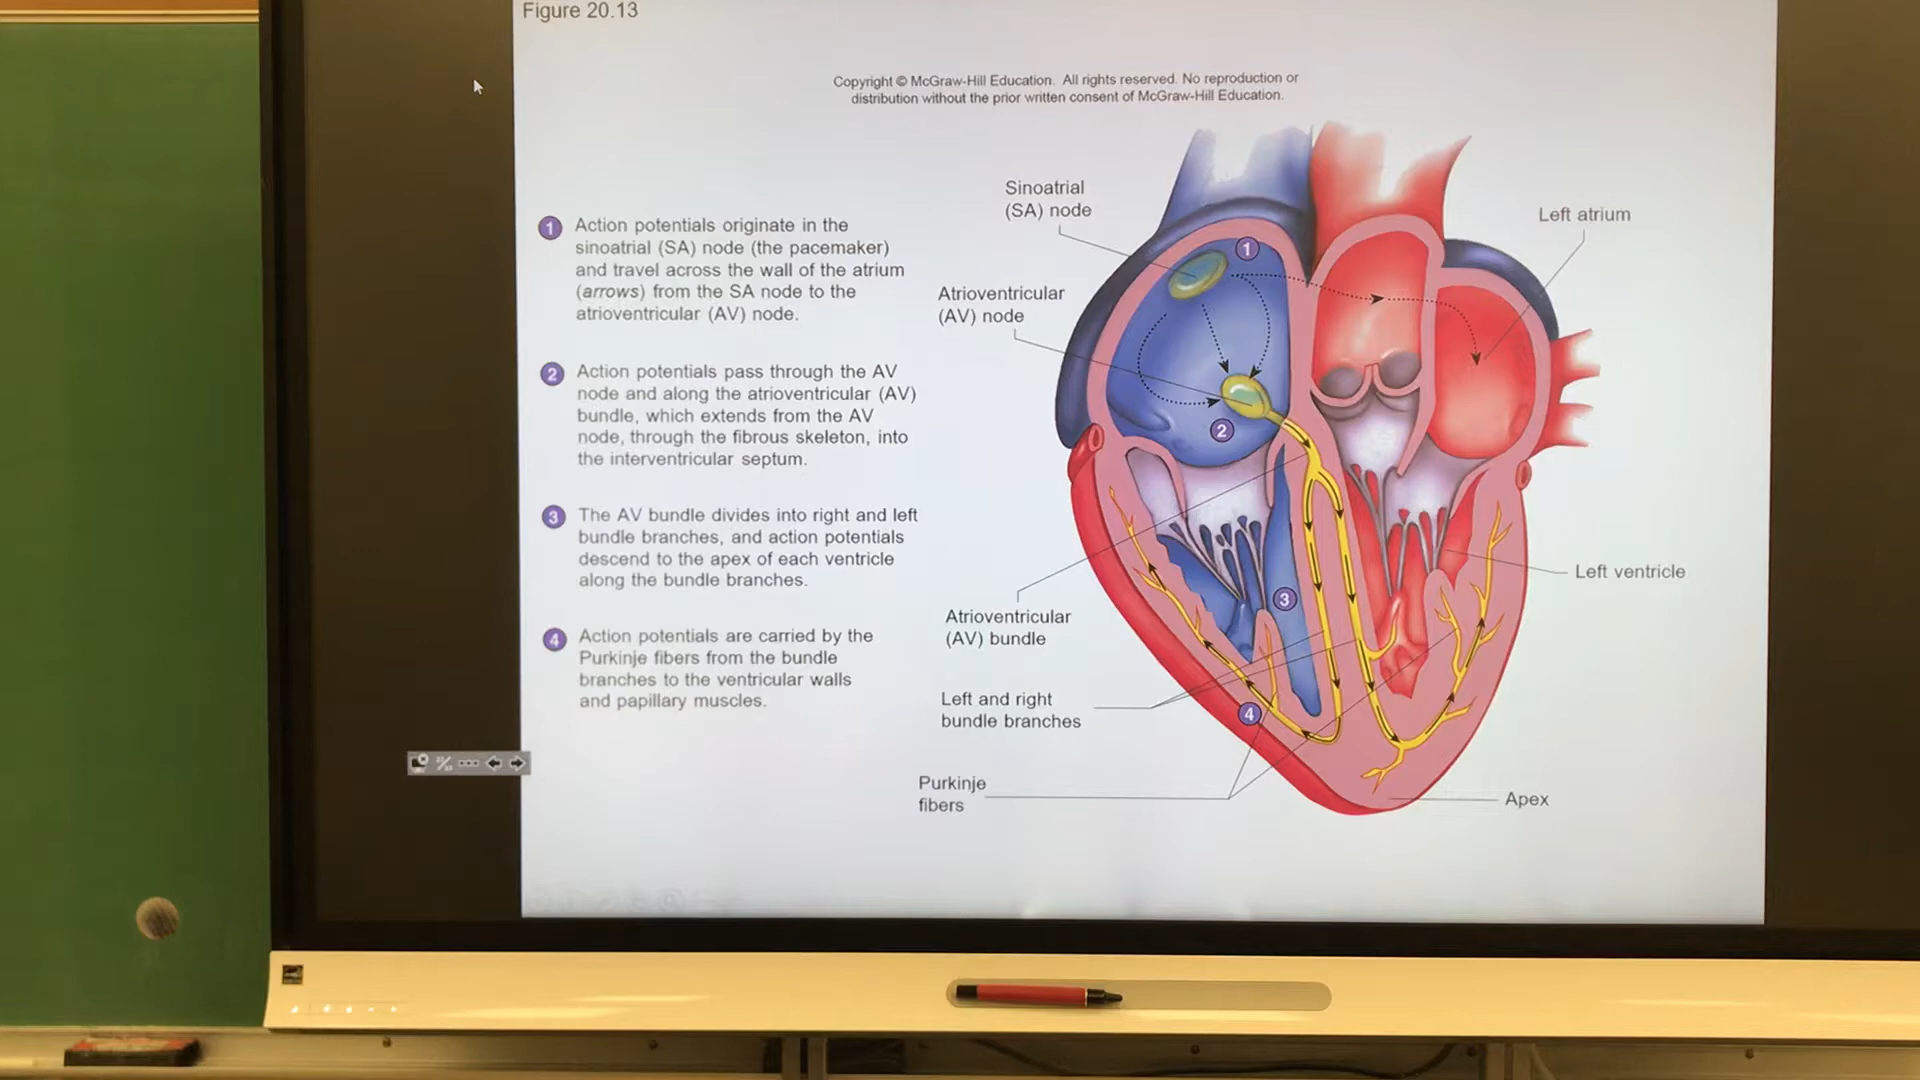 Figure 20.13
Copyright © McGraw-Hill Education. All rights reserved. No reproduction or
distribution without the prior written consent of McGraw-Hill Education.
1 Action potentials originate in the
sinoatrial (SA) node (the pacemaker)
and travel across the wall of the atrium
(arrows) from the SA node to the
atrioventricular (AV) node.
2 Action potentials pass through the AV
node and along the atrioventricular (AV)
bundle, which extends from the AV
node, through the fibrous skeleton, into
the interventricular septum.
3 The AV bundle divides into right and left
bundle branches, and action potentials
descend to the apex of each ventricle
along the bundle branches.
4 Action potentials are carried by the
Purkinje fibers from the bundle
branches to the ventricular walls
and papillary muscles.
Sinoatrial
(SA) node
Left atrium
1
Atrioventricular
(AV) node
2
Left ventricle
3
Atrioventricular
(AV) bundle
Left and right
bundle branches
4
Purkinje
fibers
Apex